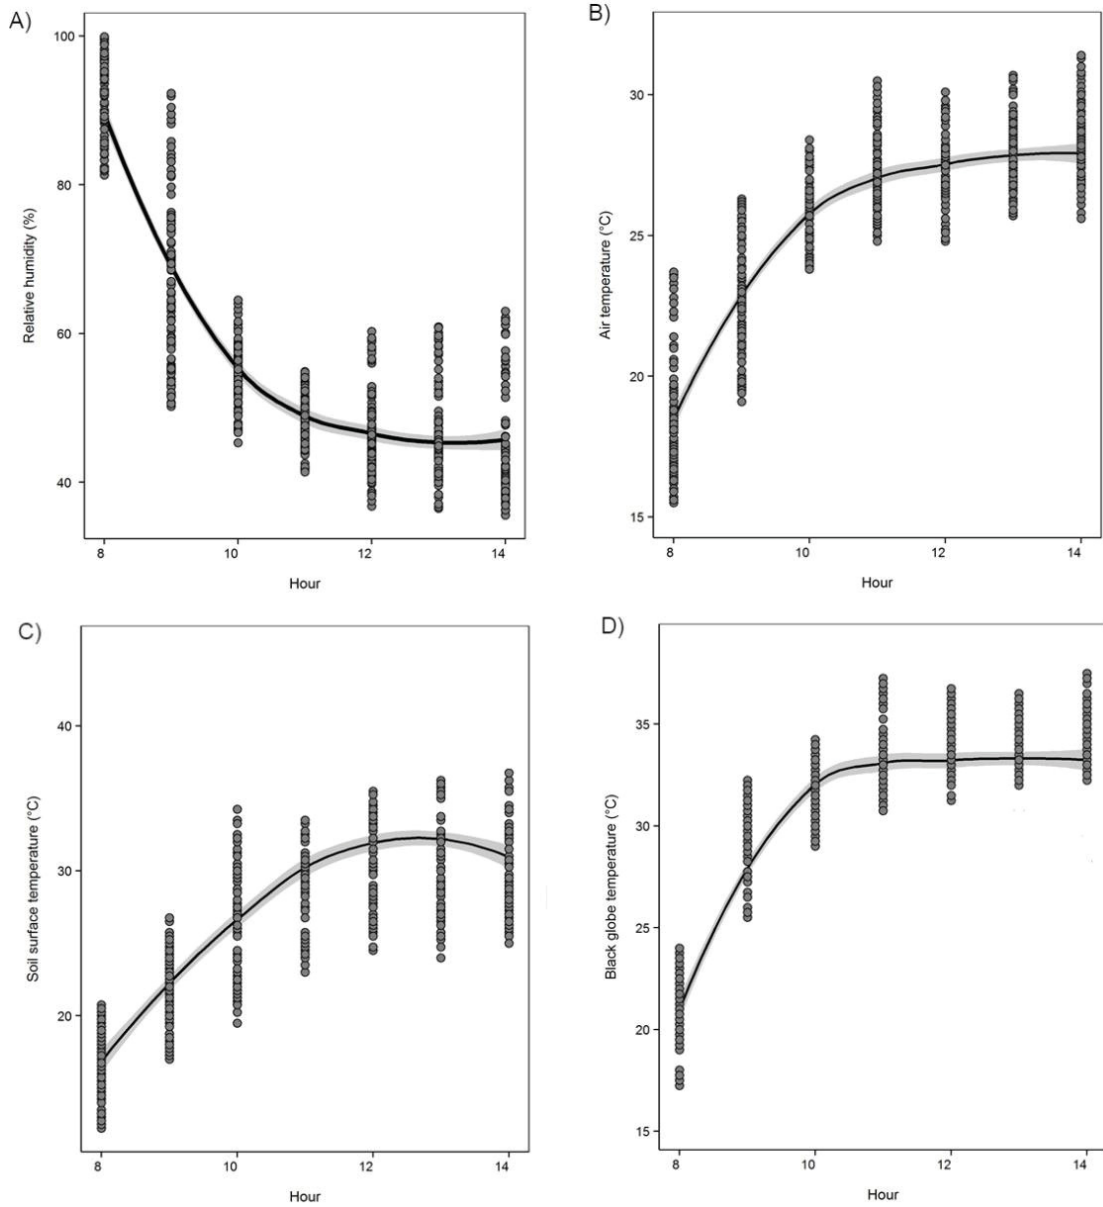 A)
Relative humidity (%)
100
80
60
40
8 10 12 14
Hour
B)
Air temperature (°C)
30
25
20
15
8 10 12 14
Hour
C)
Soil surface temperature (°C)
40
30
20
8 10 12 14
Hour
D)
Black globe temperature (°C)
35
30
25
20
15
8 10 12 14
Hour